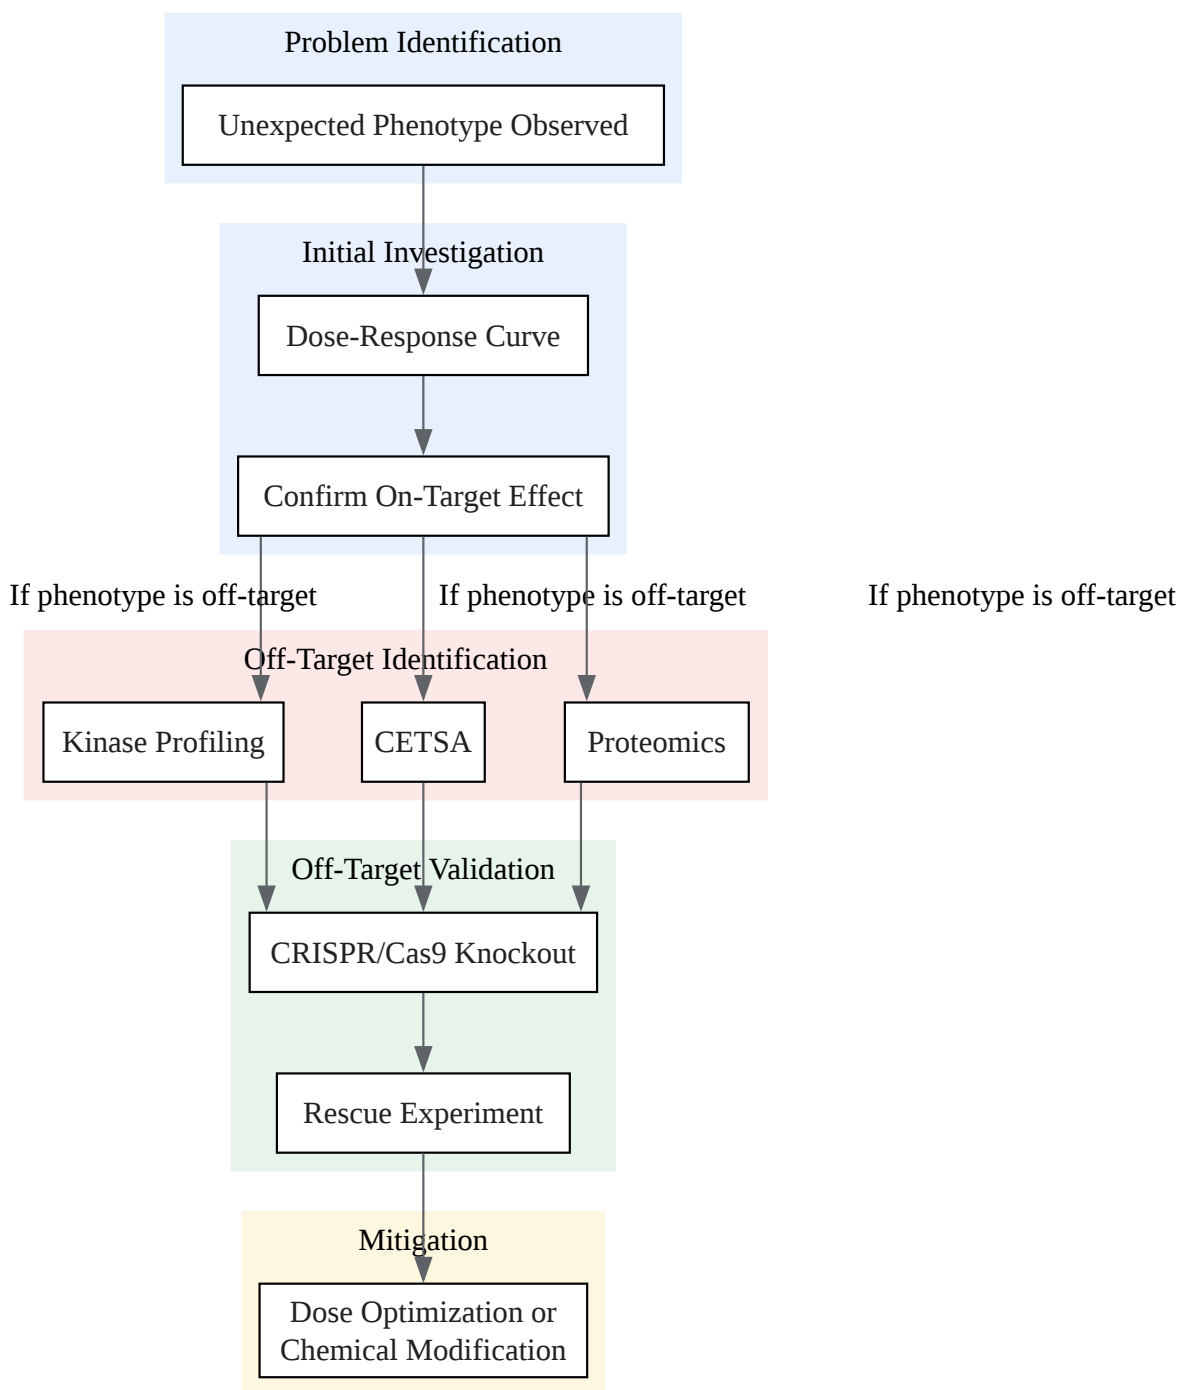 Problem Identification
Unexpected Phenotype Observed
Initial Investigation
Dose-Response Curve
Confirm On-Target Effect
If phenotype is off-target
If phenotype is off-target
If phenotype is off-target
Off-Target Identification
Kinase Profiling
CETSA
Proteomics
Off-Target Validation
CRISPR/Cas9 Knockout
Rescue Experiment
Mitigation
Dose Optimization or
Chemical Modification